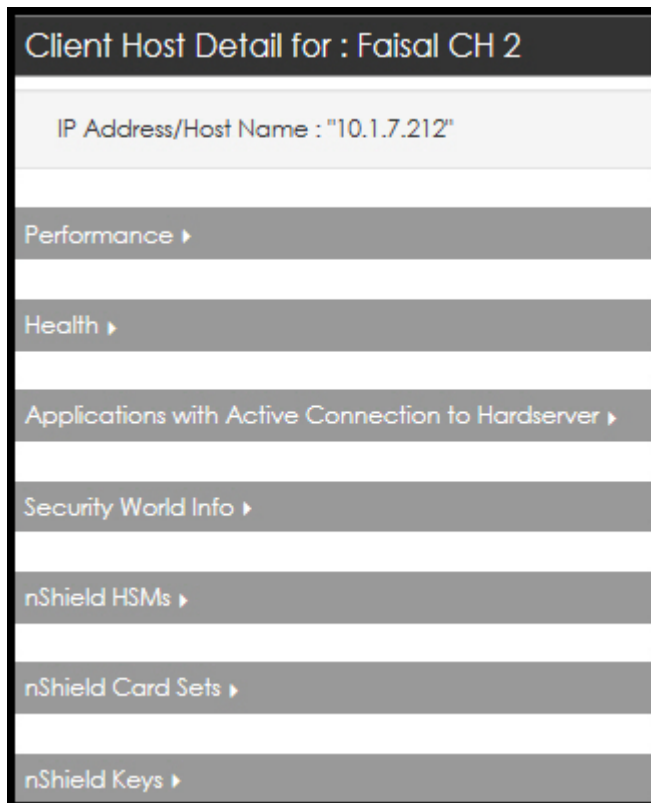 Client Host Detail for : Faisal CH 2
IP Address/Host Name : "10.1.7.212"
Performance
Health
Applications with Active Connection to Hardserver
Security World Info
nShield HSMs
nShield Card Sets
nShield Keys